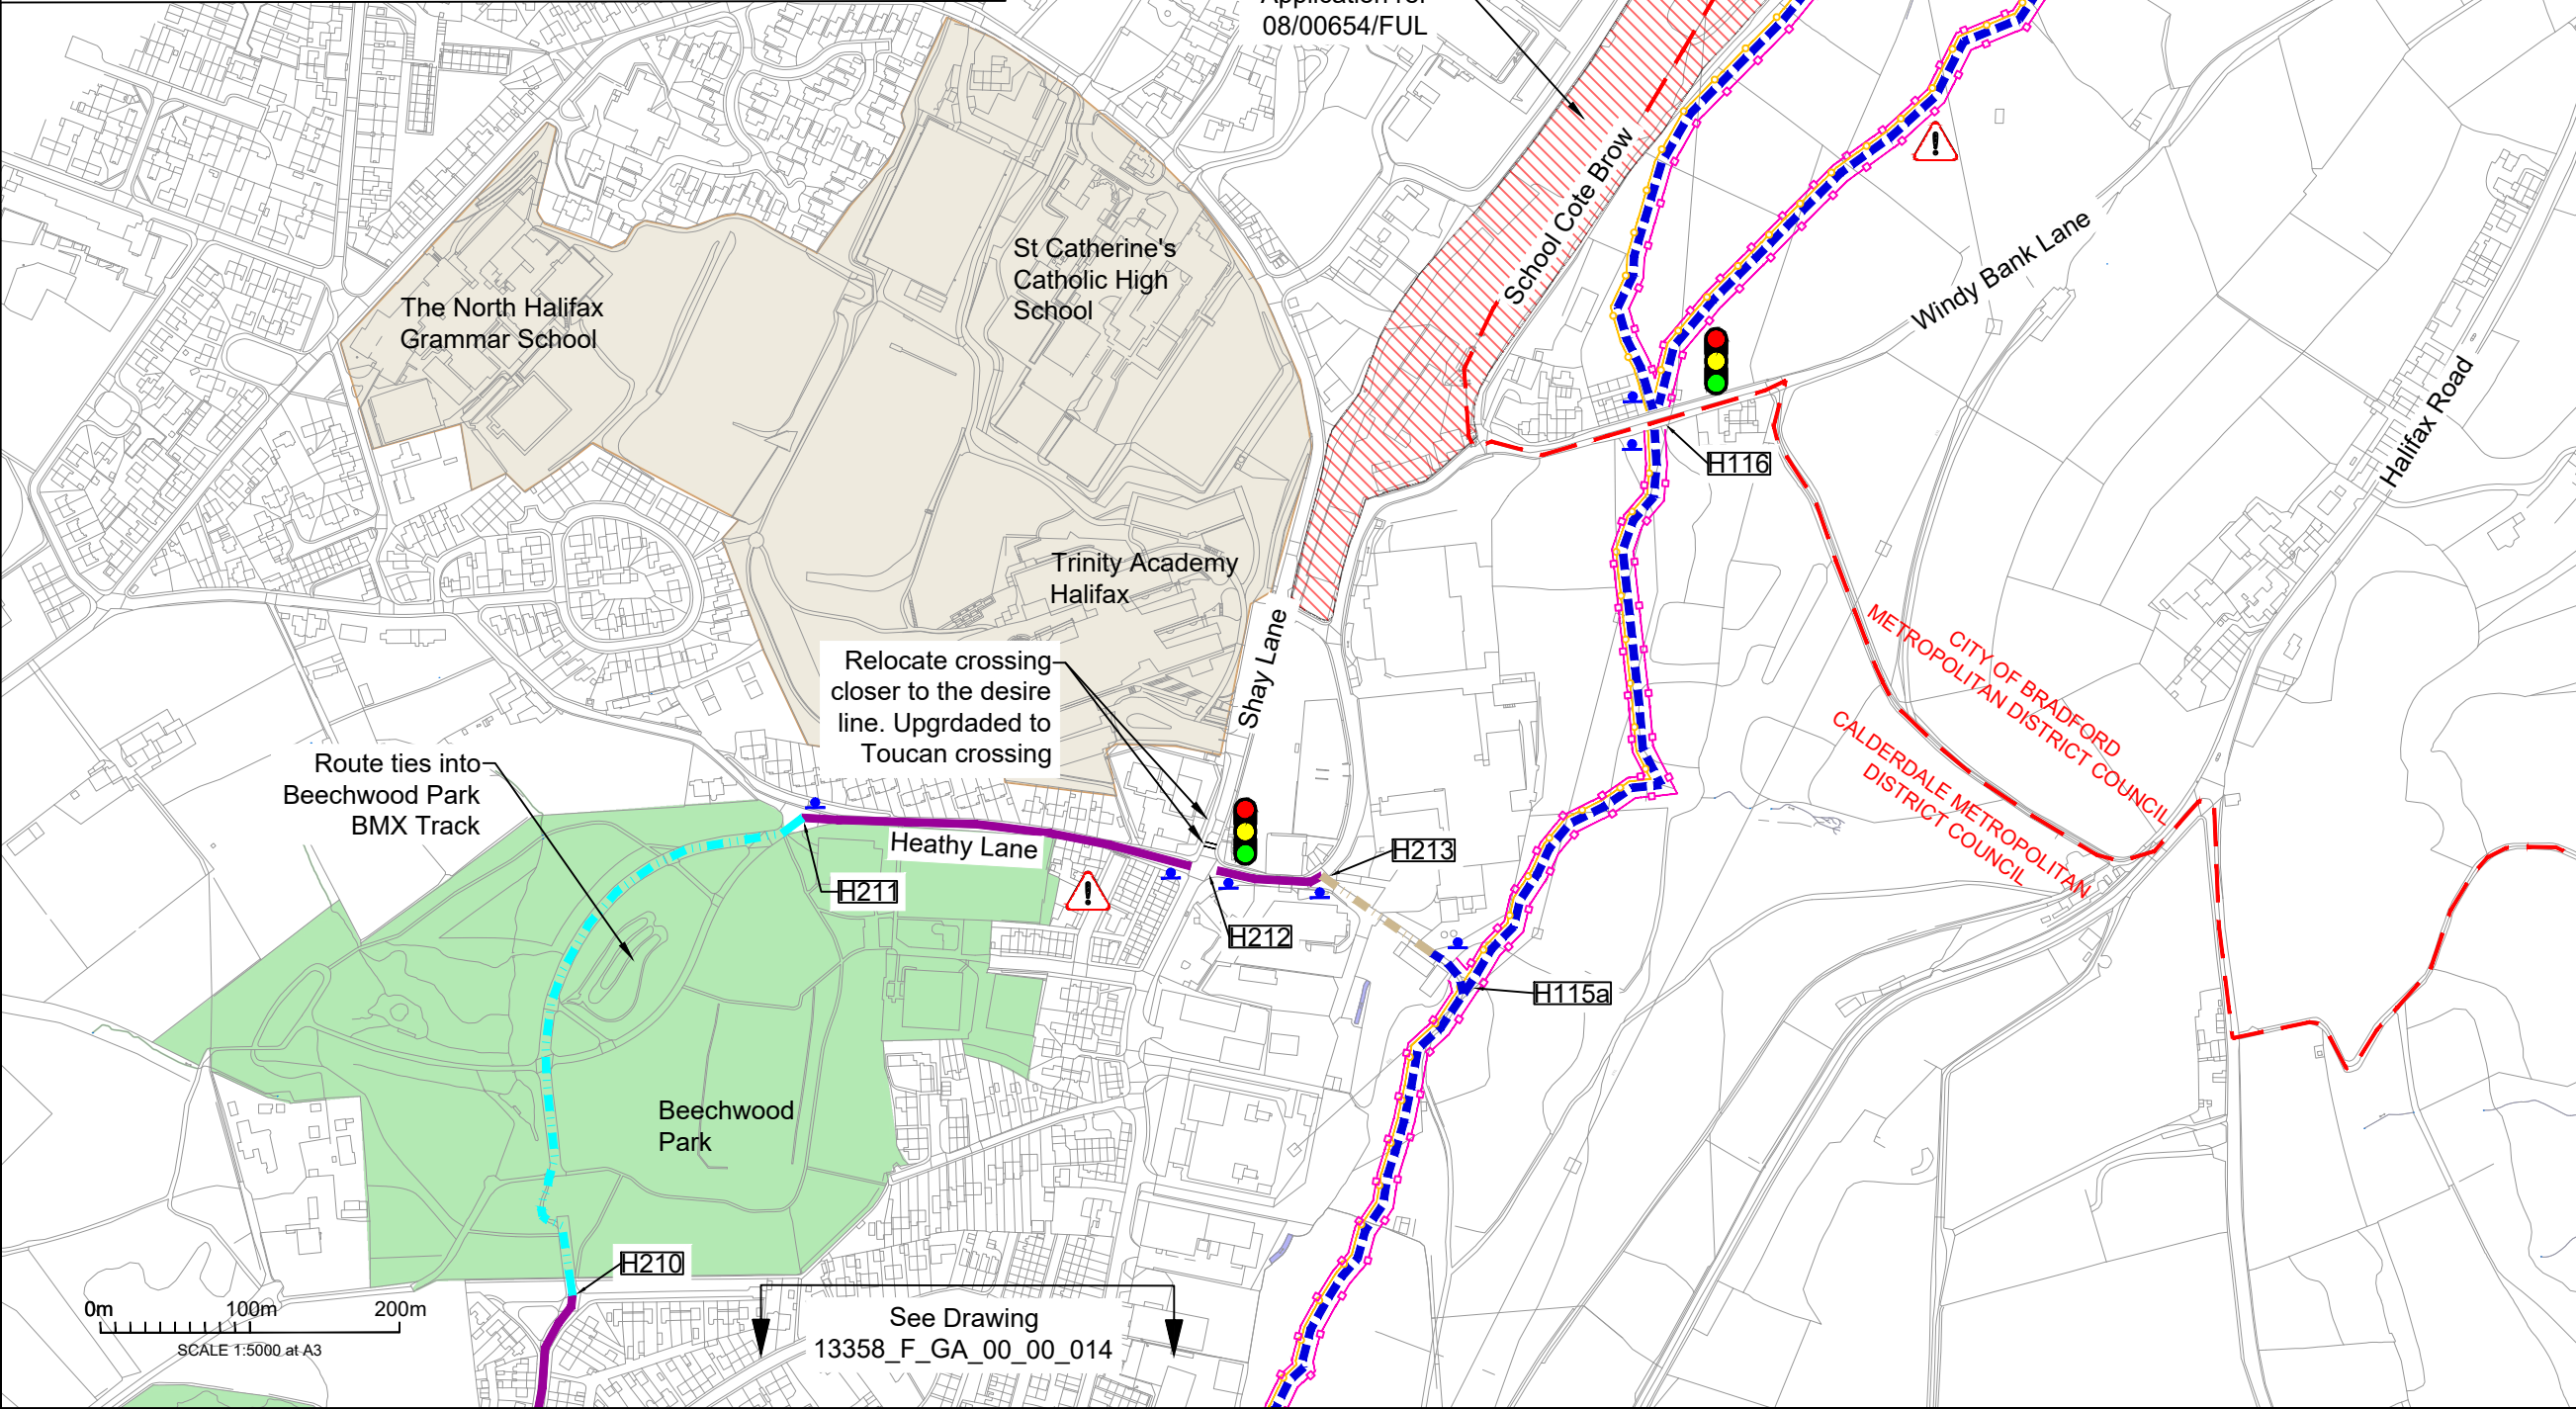 08/00654/FUL
School Cote Brow
Windy Bank Lane
Halifax Road
St Catherine's
Catholic High
School
The North Halifax
Grammar School
H116
Trinity Academy
Halifax
Shay Lane
Relocate crossing
closer to the desire
line. Upgrdaded to
Toucan crossing
CITY OF BRADFORD
METROPOLITAN DISTRICT COUNCIL
CALDERDALE METROPOLITAN
DISTRICT COUNCIL
Route ties into
Beechwood Park
BMX Track
Heathy Lane
H213
H211
H212
H115a
Beechwood
Park
H210
0m 100m 200m
SCALE 1:5000 at A3
See Drawing
13358_F_GA_00_00_014